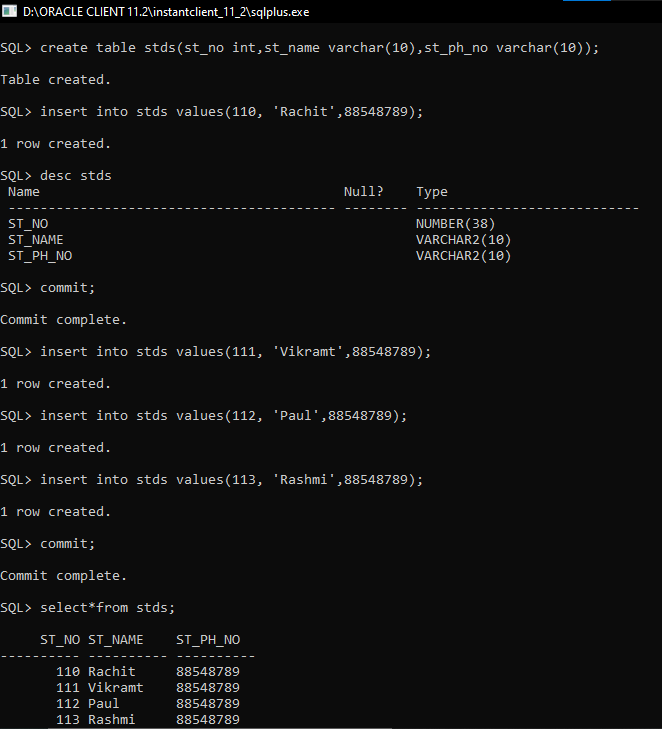 D:\ORACLE CLIENT 11.2\instantclient_11_2\sqlplus.exe
SQL> create table stds(st_no int,st_name varchar(10),st_ph_no varchar(10));
Table created.
SQL> insert into stds values(110, 'Rachit',88548789);
1 row created.
SQL> desc stds
 Name                                      Null?    Type
 ----------------------------------------- -------- ----------------------------
 ST_NO                                              NUMBER(38)
 ST_NAME                                            VARCHAR2(10)
 ST_PH_NO                                           VARCHAR2(10)
SQL> commit;
Commit complete.
SQL> insert into stds values(111, 'Vikramt',88548789);
1 row created.
SQL> insert into stds values(112, 'Paul',88548789);
1 row created.
SQL> insert into stds values(113, 'Rashmi',88548789);
1 row created.
SQL> commit;
Commit complete.
SQL> select*from stds;
     ST_NO ST_NAME    ST_PH_NO
---------- ---------- ----------
       110 Rachit     88548789
       111 Vikramt    88548789
       112 Paul       88548789
       113 Rashmi     88548789